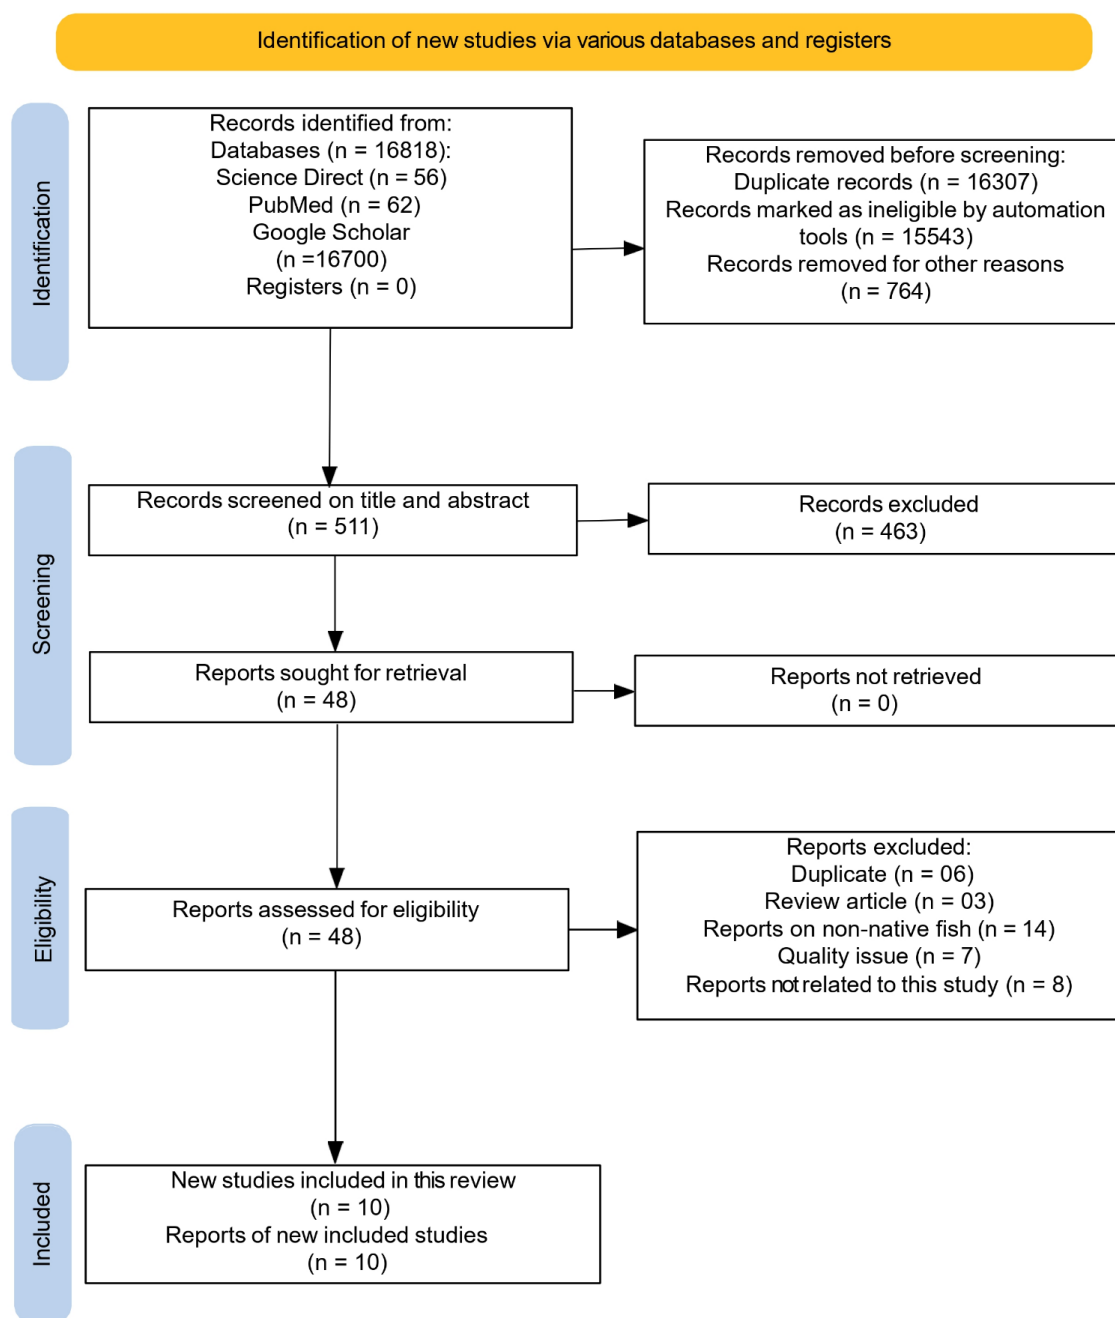 Identification of new studies via various databases and registers
Identification
Records identified from:
Databases (n = 16818):
Science Direct (n = 56)
PubMed (n = 62)
Google Scholar
(n =16700)
Registers (n = 0)
Records removed before screening:
Duplicate records (n = 16307)
Records marked as ineligible by automation
tools (n = 15543)
Records removed for other reasons
(n = 764)
Screening
Records screened on title and abstract
(n = 511)
Records excluded
(n = 463)
Reports sought for retrieval
(n = 48)
Reports not retrieved
(n = 0)
Eligibility
Reports assessed for eligibility
(n = 48)
Reports excluded:
Duplicate (n = 06)
Review article (n = 03)
Reports on non-native fish (n = 14)
Quality issue (n = 7)
Reports not related to this study (n = 8)
Included
New studies included in this review
(n = 10)
Reports of new included studies
(n = 10)